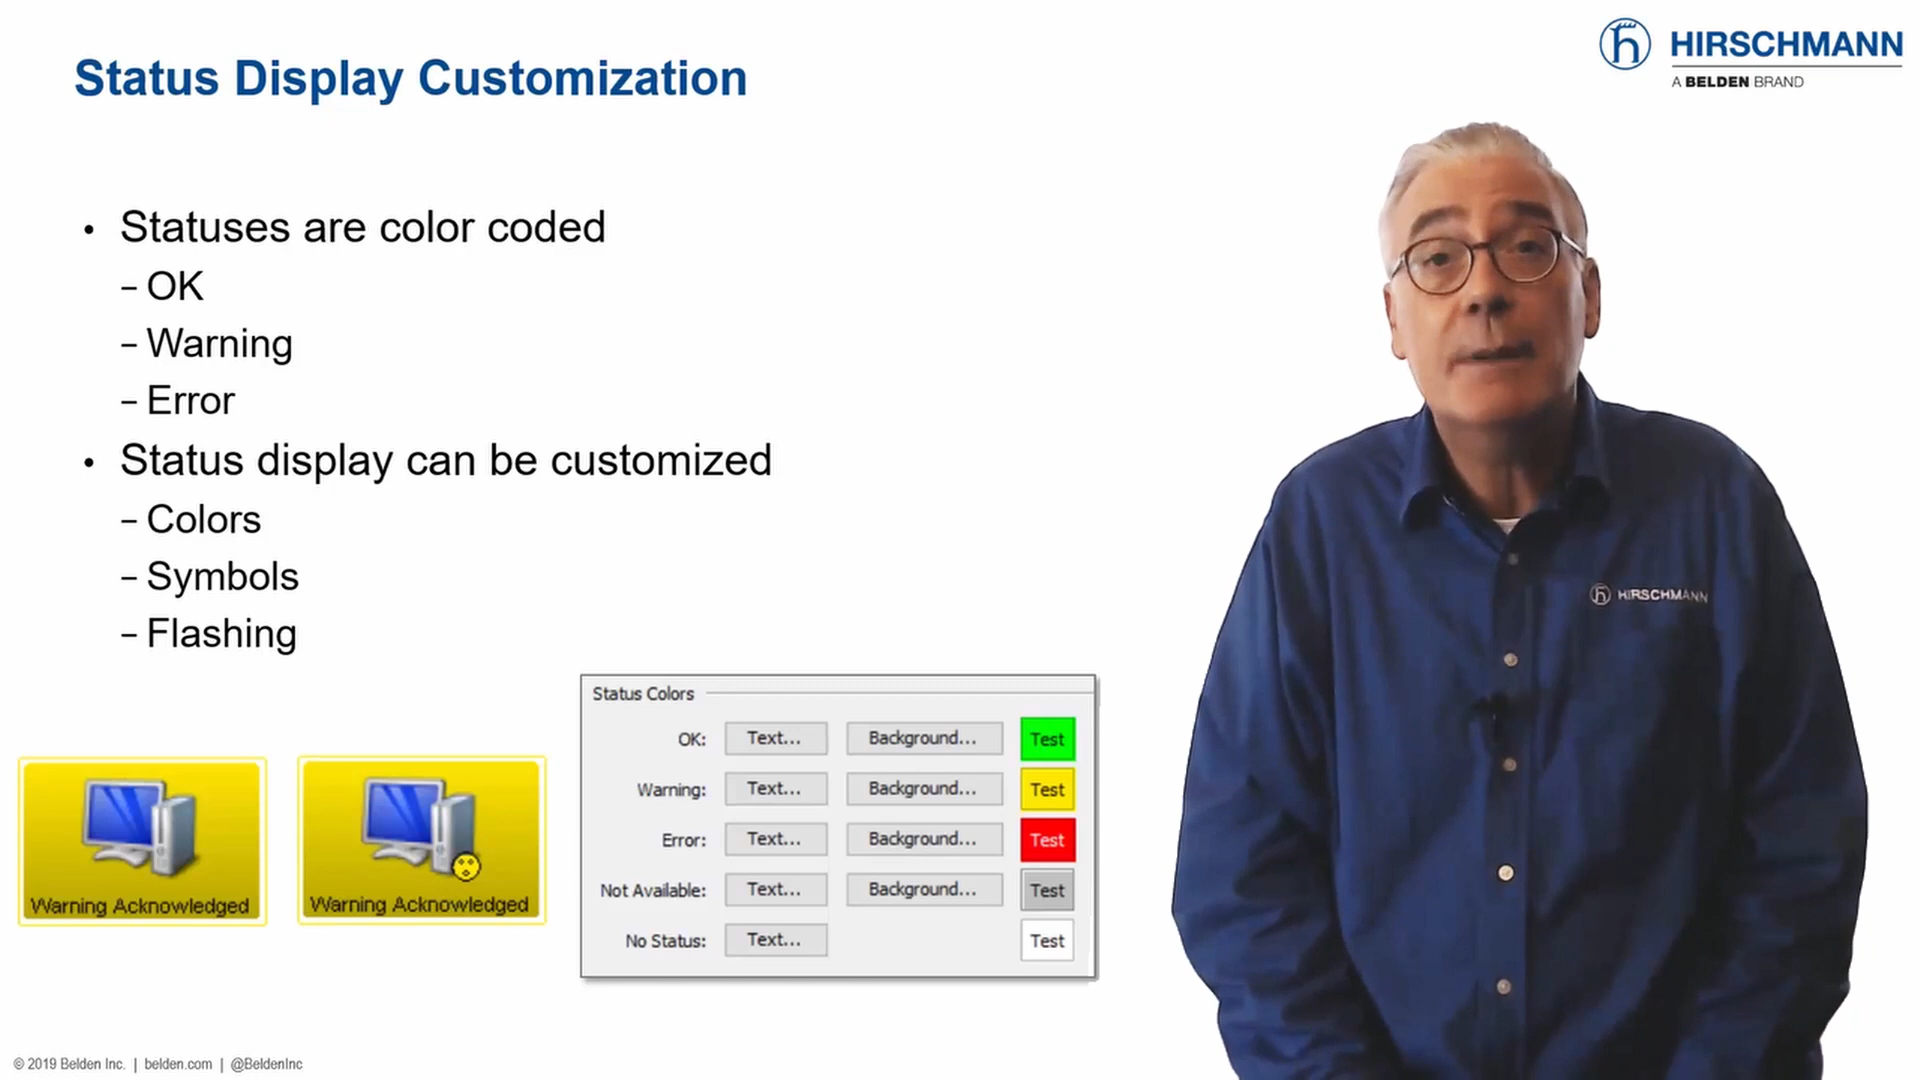 Status Display Customization
HIRSCHMANN
A BELDEN BRAND
• Statuses are color coded
– OK
– Warning
– Error
• Status display can be customized
– Colors
– Symbols
– Flashing
HIRSCHMANN
Warning Acknowledged
Warning Acknowledged
Status Colors
OK: Text... Background... Test
Warning: Text... Background... Test
Error: Text... Background... Test
Not Available: Text... Background... Test
No Status: Text... Test
© 2019 Belden Inc. | belden.com | @BeldenInc